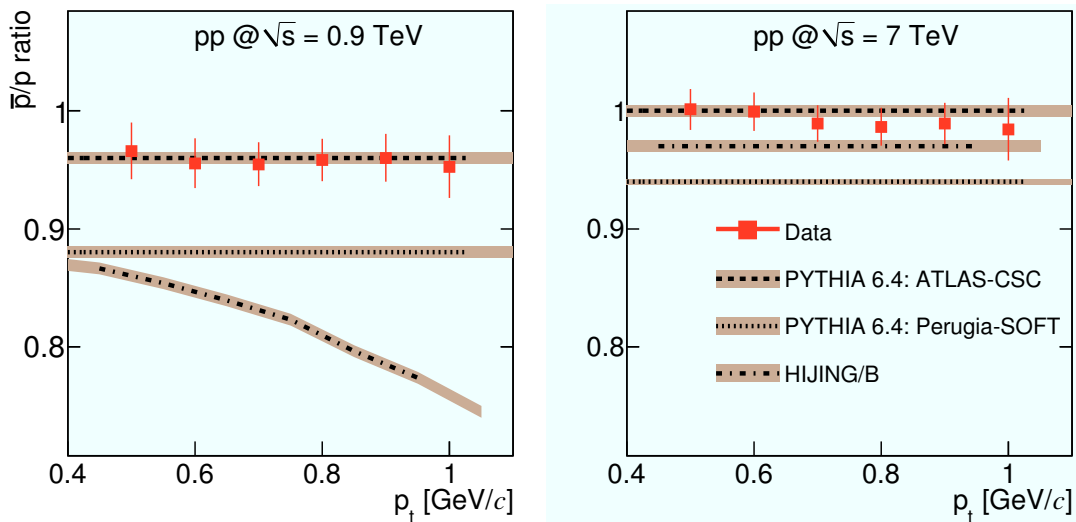 p̅/p ratio
pp @ √s = 0.9 TeV
1
0.9
0.8
0.4 0.6 0.8 1
pₜ [GeV/c]
pp @ √s = 7 TeV
1
0.9
0.8
Data
PYTHIA 6.4: ATLAS-CSC
PYTHIA 6.4: Perugia-SOFT
HIJING/B
0.4 0.6 0.8 1
pₜ [GeV/c]